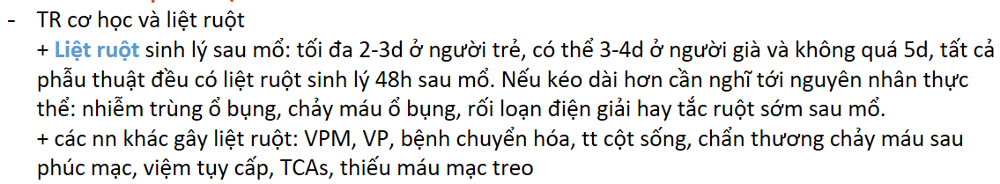 - TR cơ học và liệt ruột
+ Liệt ruột sinh lý sau mổ: tối đa 2-3d ở người trẻ, có thể 3-4d ở người già và không quá 5d, tất cả
phẫu thuật đều có liệt ruột sinh lý 48h sau mổ. Nếu kéo dài hơn cần nghĩ tới nguyên nhân thực
thể: nhiễm trùng ổ bụng, chảy máu ổ bụng, rối loạn điện giải hay tắc ruột sớm sau mổ.
+ các nn khác gây liệt ruột: VPM, VP, bệnh chuyển hóa, tt cột sống, chẩn thương chảy máu sau
phúc mạc, việm tụy cấp, TCAs, thiếu máu mạc treo